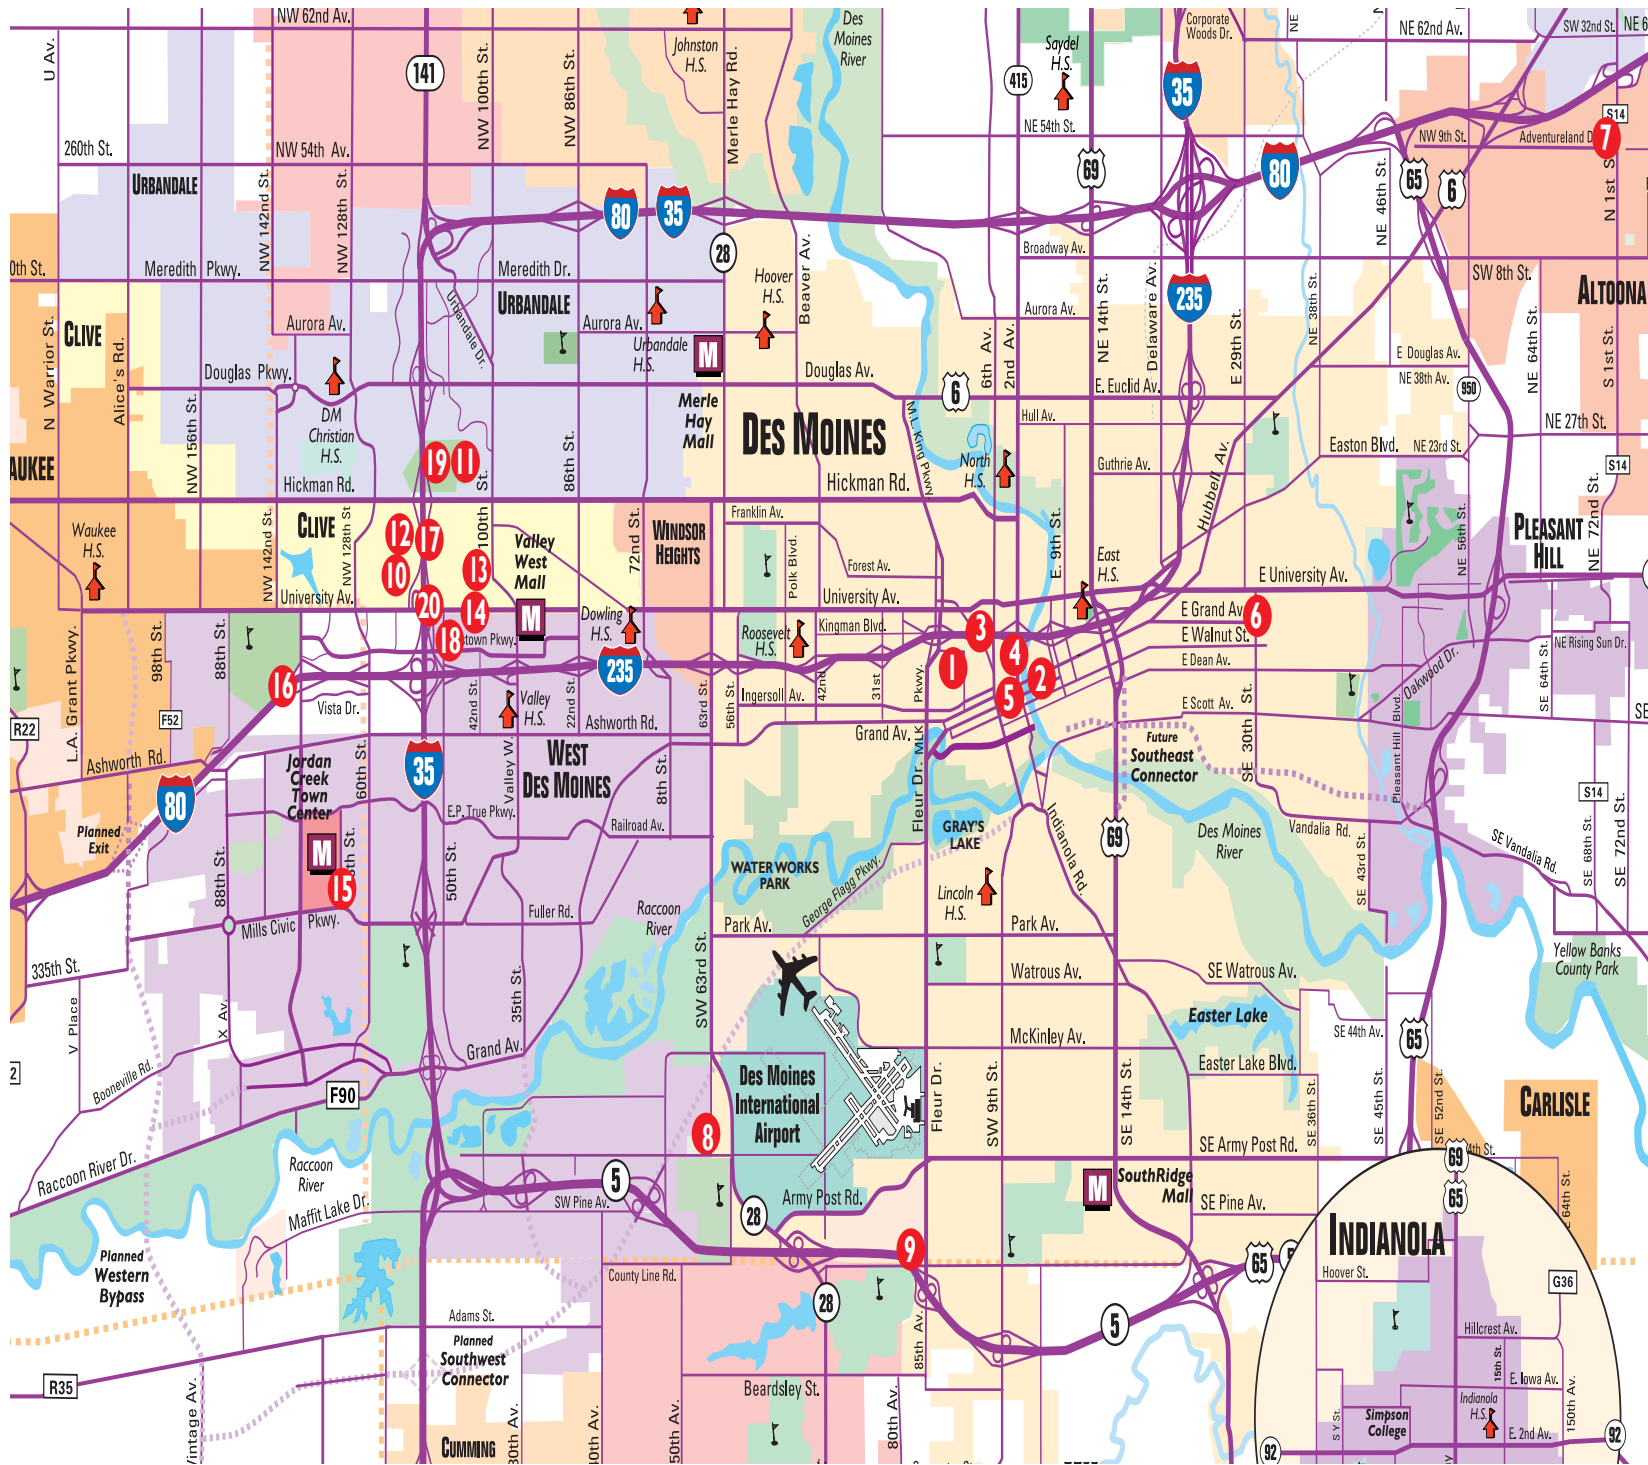 NW 62nd Av.
U Av.
141
NW 100th St.
NW 86th St.
Johnston
H.S.
Merle Hay Rd.
Des
Moines
River
Saydel
H.S.
415
Corporate
Woods Dr.
NE
NE 62nd Av.
SW 32nd St.
NE 6
35
NE 54th St.
S14
NW 9th St.
Adventureland D
7
260th St.
NW 54th Av.
69
80
65
6
URBANDALE
NW 142nd St.
NW 128th St.
80
35
NE 46th St.
N 1st S
28
Broadway Av.
0th St.
Meredith Pkwy.
Meredith Dr.
Hoover
H.S.
Beaver Av.
235
SW 8th St.
ALTOONA
URBANDALE
Urbandale Dr.
Aurora Av.
Aurora Av.
Aurora Av.
CLIVE
N Warrior St.
Alice's Rd.
Urbandale
H.S.
M
6th Av.
2nd Av.
NE 14th St.
Delaware Av.
E 29th St.
NE 38th St.
NE 64th St.
S 1st St.
E Douglas Av.
Douglas Pkwy.
Douglas Av.
6
E. Euclid Av.
NE 38th Av.
950
DM
Christian
H.S.
Merle
Hay
Mall
DES MOINES
M.L. King Pkwy.
Hull Av.
NE 27th St.
AUKEE
NW 156th St.
19
11
86th St.
North
H.S.
Guthrie Av.
Hubbell Av.
Easton Blvd.
NE 23rd St.
S14
Hickman Rd.
St.
Hickman Rd.
Waukee
H.S.
NW 142nd St.
CLIVE
NW 128th St.
12
17
100th
Valley
West
Mall
72nd St.
WINDSOR
HEIGHTS
Franklin Av.
Polk Blvd.
Forest Av.
E. 9th St.
East
H.S.
NE 56th St.
PLEASANT
HILL
NE 72nd St.
10
13
University Av.
20
14
M
Dowling
H.S.
University Av.
E University Av.
18
stown Pkwy.
Roosevelt
H.S.
Kingman Blvd.
3
E Grand Av.
6
E Walnut St.
NE Rising Sun Dr.
L.A. Grant Pkwy.
98th St.
88th St.
16
235
1
4
2
5
E Dean Av.
Oakwood Dr.
SE 64th St.
R22
F52
Vista Dr.
42nd St.
Valley
H.S.
22nd St.
Ashworth Rd.
63rd St.
56th St.
Ingersoll Av.
42nd
31st
Pkwy.
E Scott Av.
SE
Ashworth Rd.
Jordan
Creek
Town
Center
60th St.
35
Valley W.
WEST
DES MOINES
8th St.
Grand Av.
Fleur Dr. MLK
Future
Southeast
Connector
SE 30th St.
Pleasant Hill Blvd.
80
Planned
Exit
E.P. True Pkwy.
Railroad Av.
GRAY'S
LAKE
Indianola Rd.
69
Des Moines
River
Vandalia Rd.
S14
SE Vandalia Rd.
SE 68th St.
SE 72nd St.
M
88th St.
15
50th St.
WATER WORKS
PARK
George Flagg Pkwy.
Lincoln
H.S.
SE 43rd St.
Mills Civic Pkwy.
Fuller Rd.
Raccoon
River
Park Av.
Park Av.
335th St.
V Place
X Av.
35th St.
SW 63rd St.
Watrous Av.
SE Watrous Av.
Yellow Banks
County Park
2
Booneville Rd.
Grand Av.
McKinley Av.
Easter Lake
SE 44th Av.
65
Easter Lake Blvd.
F90
Des Moines
International
Airport
Fleur Dr.
SW 9th St.
SE 14th St.
SE 36th St.
SE 45th St.
SE 52nd St.
CARLISLE
8
Raccoon River Dr.
SE Army Post Rd.
4th St.
Raccoon
River
Maffit Lake Dr.
5
SW Pine Av.
28
Army Post Rd.
M
SouthRidge
Mall
SE Pine Av.
69
65
E 64th St.
Planned
Western
Bypass
9
County Line Rd.
28
65
5
INDIANOLA
Hoover St.
G36
Adams St.
Planned
Southwest
Connector
5
85th Av.
Hillcrest Av.
15th St.
R35
Vintage Av.
Beardsley St.
E. Iowa Av.
CUMMING
80th Av.
50th Av.
Simpson
College
Indianola
H.S.
E. 2nd Av.
150th Av.
92
92